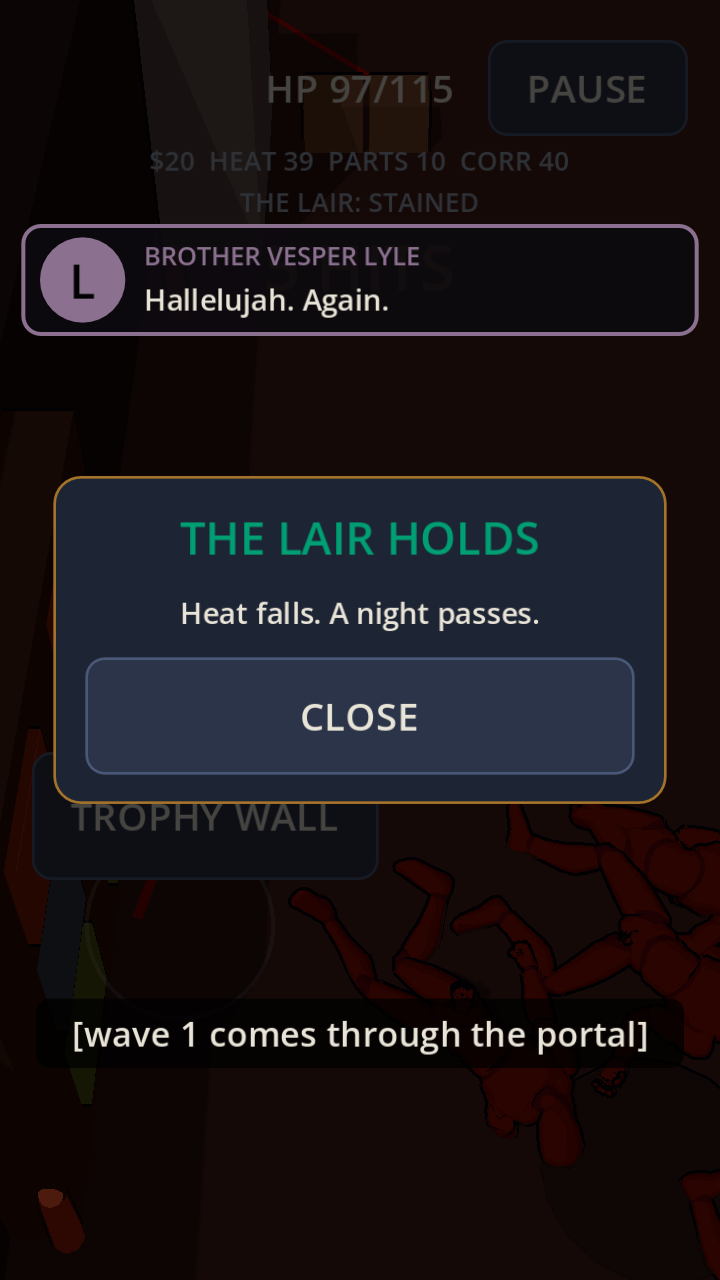 HP 97/115
PAUSE
$20 HEAT 39 PARTS 10 CORR 40
THE LAIR: STAINED
L
BROTHER VESPER LYLE
Hallelujah. Again.
THE LAIR HOLDS
Heat falls. A night passes.
CLOSE
TROPHY WALL
[wave 1 comes through the portal]